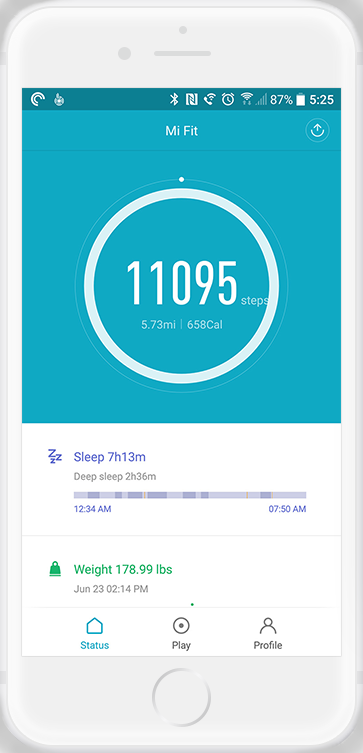 87% 5:25
Mi Fit
11095 steps
5.73mi | 658Cal
Sleep 7h13m
Deep sleep 2h36m
12:34 AM 07:50 AM
Weight 178.99 lbs
Jun 23 02:14 PM
Status Play Profile